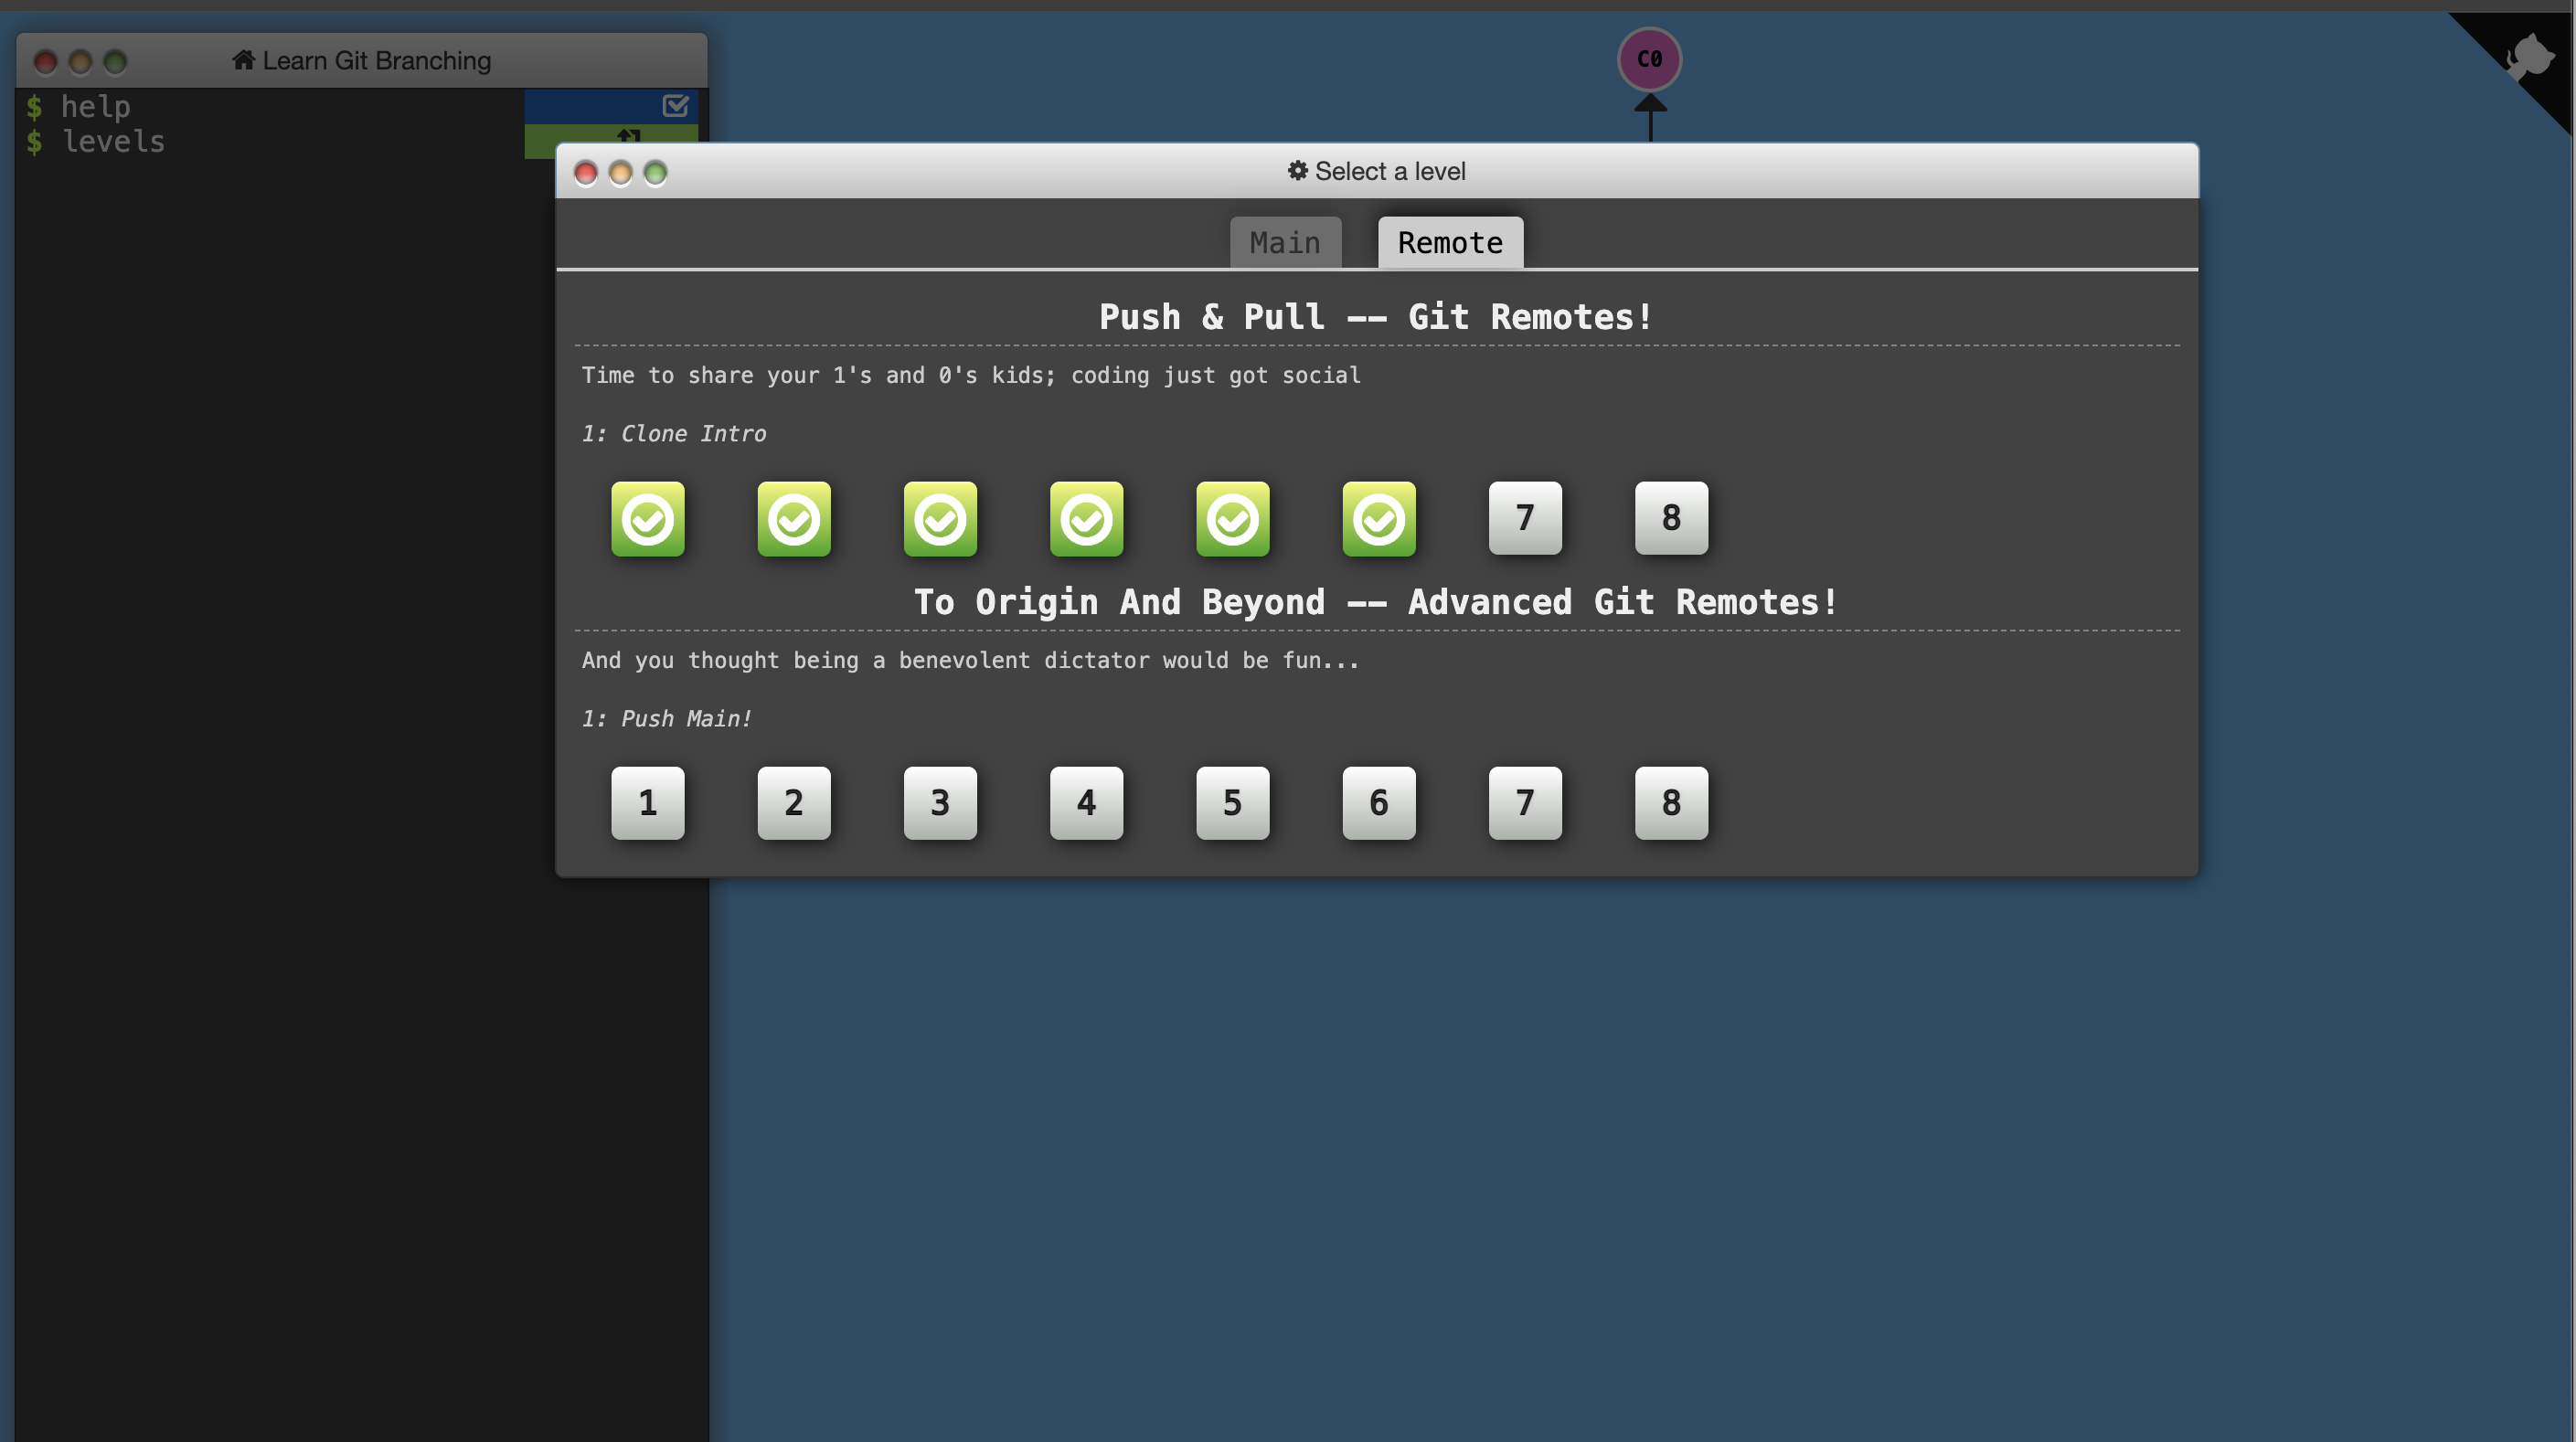 Learn Git Branching
$ help
$ levels
C0
Select a level
Main
Remote
Push & Pull -- Git Remotes!
Time to share your 1's and 0's kids; coding just got social
1: Clone Intro
7 8
To Origin And Beyond -- Advanced Git Remotes!
And you thought being a benevolent dictator would be fun...
1: Push Main!
1 2 3 4 5 6 7 8